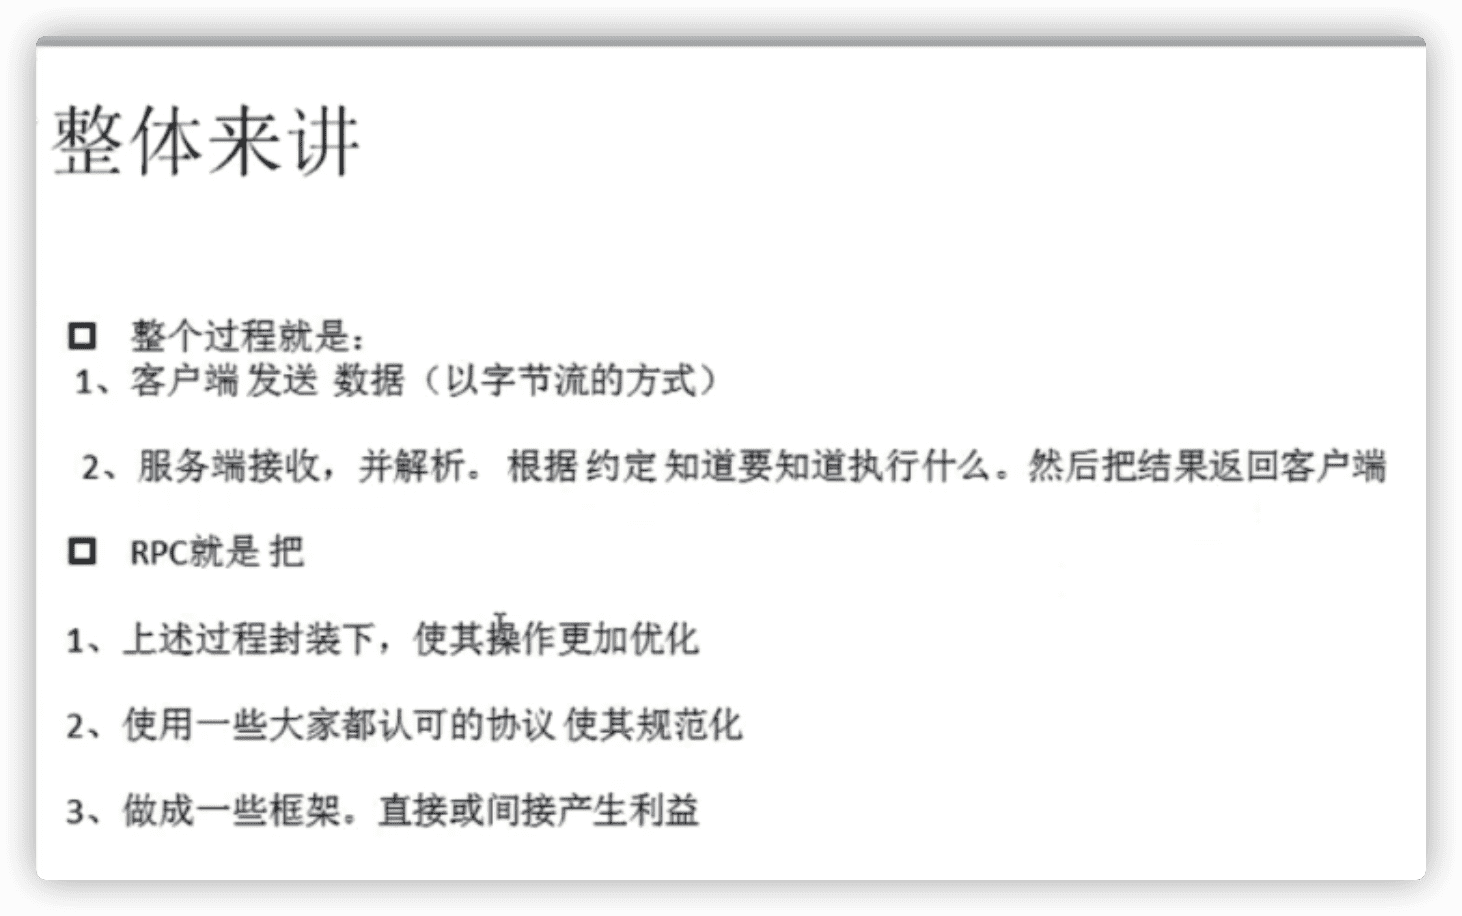 整体来讲
整个过程就是：
1、客户端 发送 数据（以字节流的方式）
2、服务端接收，并解析。 根据 约定 知道要知道执行什么。然后把结果返回客户端
RPC就是 把
1、上述过程封装下，使其操作更加优化
2、使用一些大家都认可的协议 使其规范化
3、做成一些框架。直接或间接产生利益